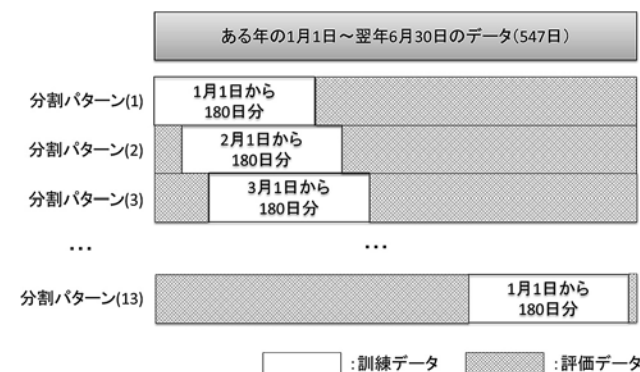 ある年の1月1日～翌年6月30日のデータ(547日)
分割パターン(1)
1月1日から
180日分
分割パターン(2)
2月1日から
180日分
分割パターン(3)
3月1日から
180日分
…
…
分割パターン(13)
1月1日から
180日分
:訓練データ
:評価データ